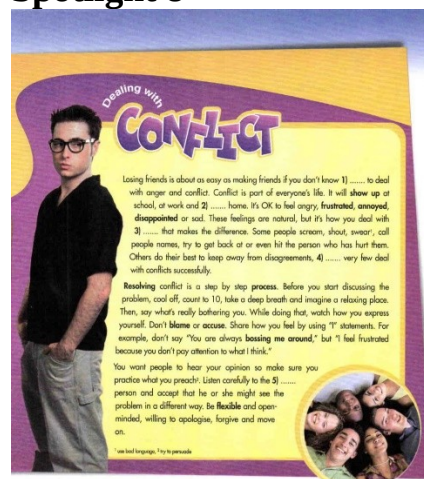 Spotlight 8
Dealing with
CONFLICT
Losing friends is about as easy as making friends if you don't know 1) ........ to deal
with anger and conflict. Conflict is part of everyone's life. It will show up at
school, at work and 2) ....... home. It's OK to feel angry, frustrated, annoyed,
disappointed or sad. These feelings are natural, but it's how you deal with
3) ....... that makes the difference. Some people scream, shout, swear¹, call
people names, try to get back at or even hit the person who has hurt them.
Others do their best to keep away from disagreements, 4) ....... very few deal
with conflicts successfully.
Resolving conflict is a step by step process. Before you start discussing the
problem, cool off, count to 10, take a deep breath and imagine a relaxing place.
Then, say what's really bothering you. While doing that, watch how you express
yourself. Don't blame or accuse. Share how you feel by using "I" statements. For
example, don't say "You are always bossing me around," but "I feel frustrated
because you don't pay attention to what I think."
You want people to hear your opinion so make sure you
practice what you preach². Listen carefully to the 5) .......
person and accept that he or she might see the
problem in a different way. Be flexible and open-
minded, willing to apologise, forgive and move
on.
¹ use bad language, ² try to persuade